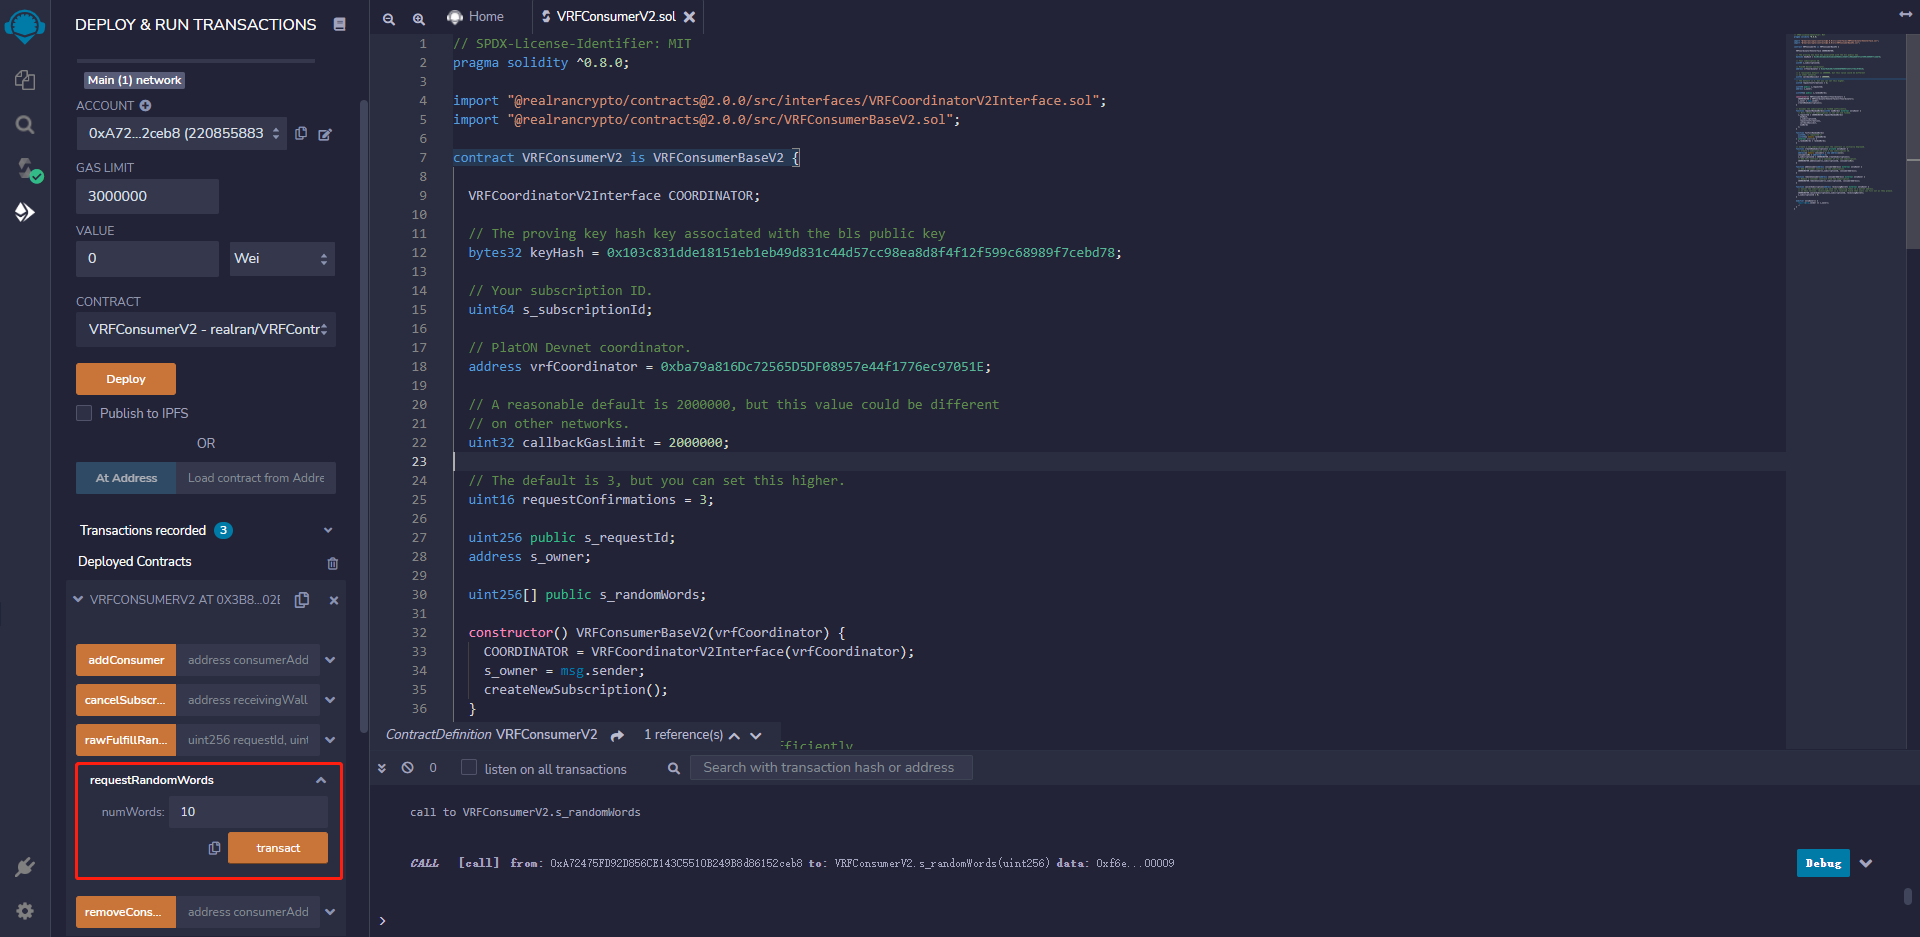 DEPLOY & RUN TRANSACTIONS
Main (1) network
ACCOUNT
0xA72...2ceb8 (220855883
GAS LIMIT
3000000
VALUE
0
Wei
CONTRACT
VRFConsumerV2 - realran/VRFContr
Deploy
Publish to IPFS
OR
At Address
Load contract from Addre
Transactions recorded 3
Deployed Contracts
VRFCONSUMERV2 AT 0X3B8...02E
addConsumer
address consumerAdd
cancelSubscr...
address receivingWall
rawFulfillRan...
uint256 requestId, uint
requestRandomWords
numWords:
10
transact
removeCons...
address consumerAdd
Home
VRFConsumerV2.sol
1 // SPDX-License-Identifier: MIT
2 pragma solidity ^0.8.0;
3
4 import "@realrancrypto/contracts@2.0.0/src/interfaces/VRFCoordinatorV2Interface.sol";
5 import "@realrancrypto/contracts@2.0.0/src/VRFConsumerBaseV2.sol";
6
7 contract VRFConsumerV2 is VRFConsumerBaseV2 {
8
9 VRFCoordinatorV2Interface COORDINATOR;
10
11 // The proving key hash key associated with the bls public key
12 bytes32 keyHash = 0x103c831dde18151eb1eb49d831c44d57cc98ea8d8f4f12f599c68989f7cebd78;
13
14 // Your subscription ID.
15 uint64 s_subscriptionId;
16
17 // PlatON Devnet coordinator.
18 address vrfCoordinator = 0xba79a816Dc72565D5DF08957e44f1776ec97051E;
19
20 // A reasonable default is 2000000, but this value could be different
21 // on other networks.
22 uint32 callbackGasLimit = 2000000;
23
24 // The default is 3, but you can set this higher.
25 uint16 requestConfirmations = 3;
26
27 uint256 public s_requestId;
28 address s_owner;
29
30 uint256[] public s_randomWords;
31
32 constructor() VRFConsumerBaseV2(vrfCoordinator) {
33 COORDINATOR = VRFCoordinatorV2Interface(vrfCoordinator);
34 s_owner = msg.sender;
35 createNewSubscription();
36 }
ContractDefinition VRFConsumerV2 1 reference(s)
0
listen on all transactions
Search with transaction hash or address
call to VRFConsumerV2.s_randomWords
CALL [call] from: 0xA72475FD92D856CE143C5510B249B8d86152ceb8 to: VRFConsumerV2.s_randomWords(uint256) data: 0xf6e...00009
Debug
>